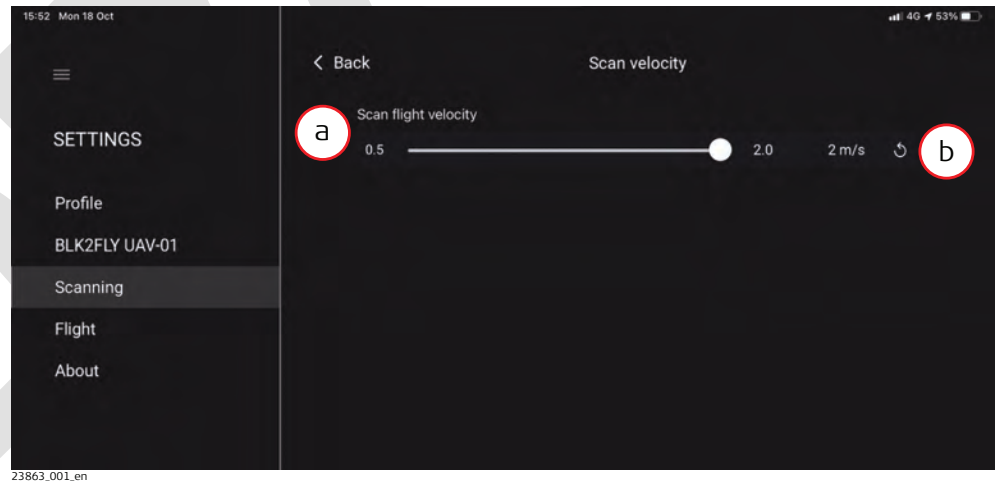 15:52 Mon 18 Oct
4G 53%
SETTINGS
Profile
BLK2FLY UAV-01
Scanning
Flight
About
Back
Scan velocity
a
Scan flight velocity
0.5 2.0 2 m/s
b
23863_001_en